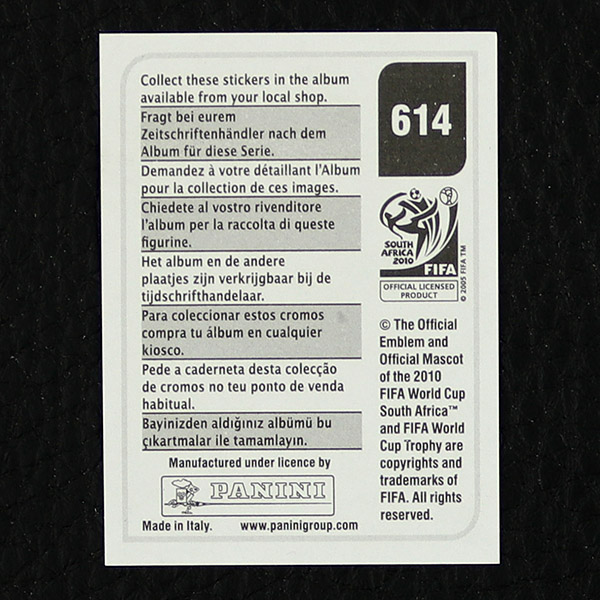 Collect these stickers in the album
available from your local shop.
Fragt bei eurem
Zeitschriftenhändler nach dem
Album für diese Serie.
Demandez à votre détaillant l'Album
pour la collection de ces images.
Chiedete al vostro rivenditore
l'album per la raccolta di queste
figurine.
Het album en de andere
plaatjes zijn verkrijgbaar bij de
tijdschrifthandelaar.
Para coleccionar estos cromos
compra tu álbum en cualquier
kiosco.
Pede a caderneta desta colecção
de cromos no teu ponto de venda
habitual.
Bayinizden aldığınız albümü bu
çıkartmalar ile tamamlayın.
Manufactured under licence by
PANINI
Made in Italy. www.paninigroup.com
614
SOUTH
AFRICA
2010
FIFA
OFFICIAL LICENSED
PRODUCT
© 2005 FIFA TM
© The Official
Emblem and
Official Mascot
of the 2010
FIFA World Cup
South Africa™
and FIFA World
Cup Trophy are
copyrights and
trademarks of
FIFA. All rights
reserved.